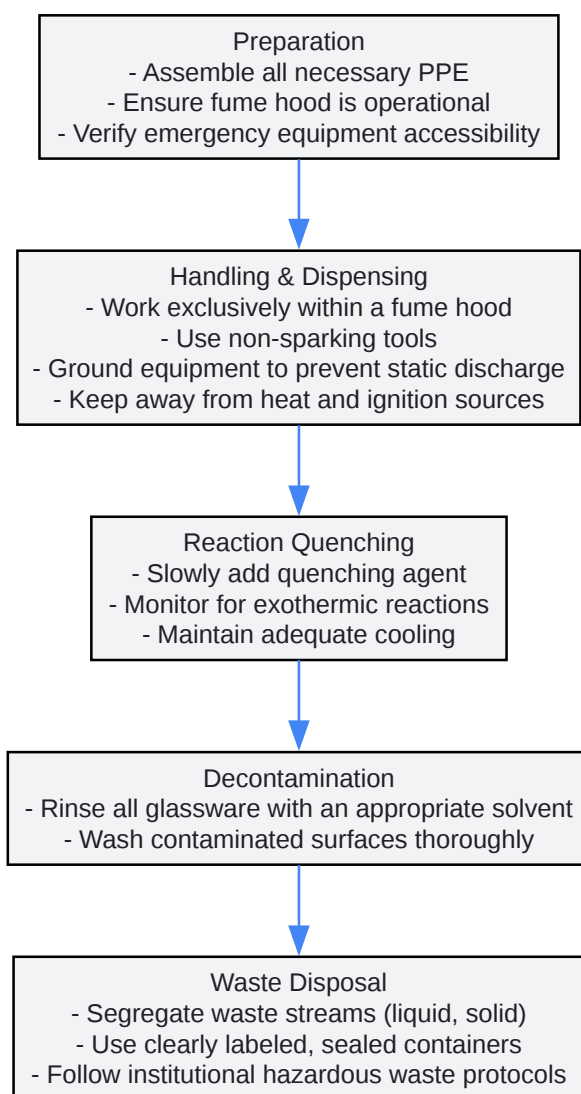 Preparation
- Assemble all necessary PPE
- Ensure fume hood is operational
- Verify emergency equipment accessibility
Handling & Dispensing
- Work exclusively within a fume hood
- Use non-sparking tools
- Ground equipment to prevent static discharge
- Keep away from heat and ignition sources
Reaction Quenching
- Slowly add quenching agent
- Monitor for exothermic reactions
- Maintain adequate cooling
Decontamination
- Rinse all glassware with an appropriate solvent
- Wash contaminated surfaces thoroughly
Waste Disposal
- Segregate waste streams (liquid, solid)
- Use clearly labeled, sealed containers
- Follow institutional hazardous waste protocols